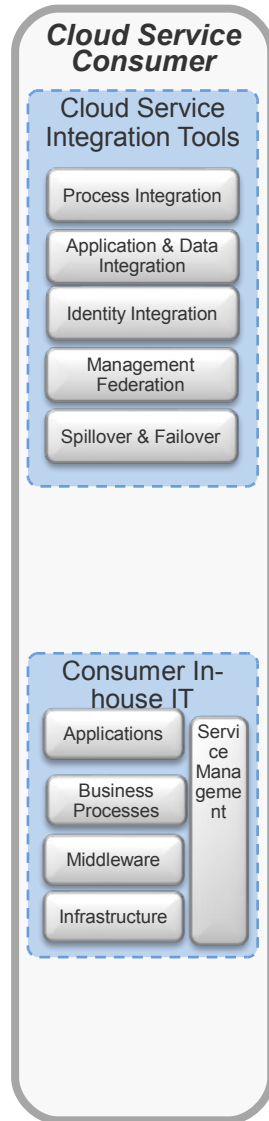 Cloud Service
Consumer
Cloud Service
Integration Tools
Process Integration
Application & Data
Integration
Identity Integration
Management
Federation
Spillover & Failover
Consumer In-
house IT
Applications
Business
Processes
Middleware
Infrastructure
Servi
ce
Mana
geme
nt